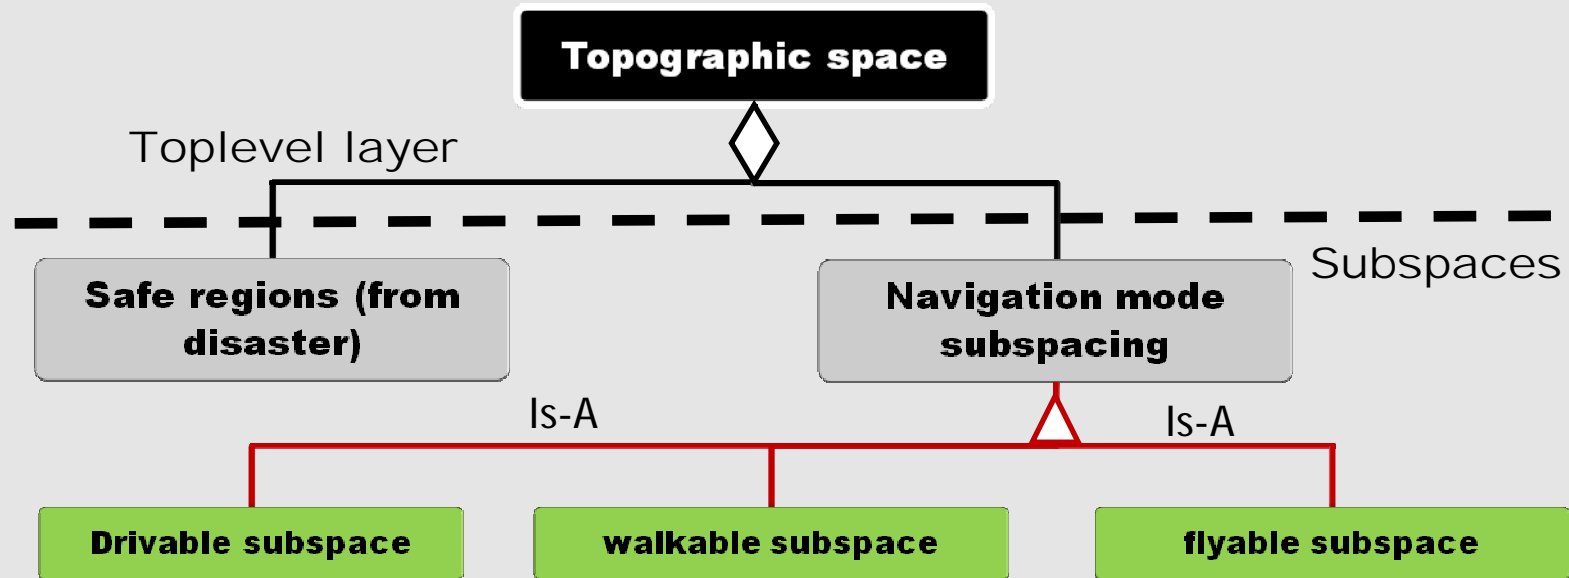 Topographic space
Toplevel layer
Subspaces
Safe regions (from
disaster)
Navigation mode
subspacing
Is-A
Is-A
Drivable subspace
walkable subspace
flyable subspace